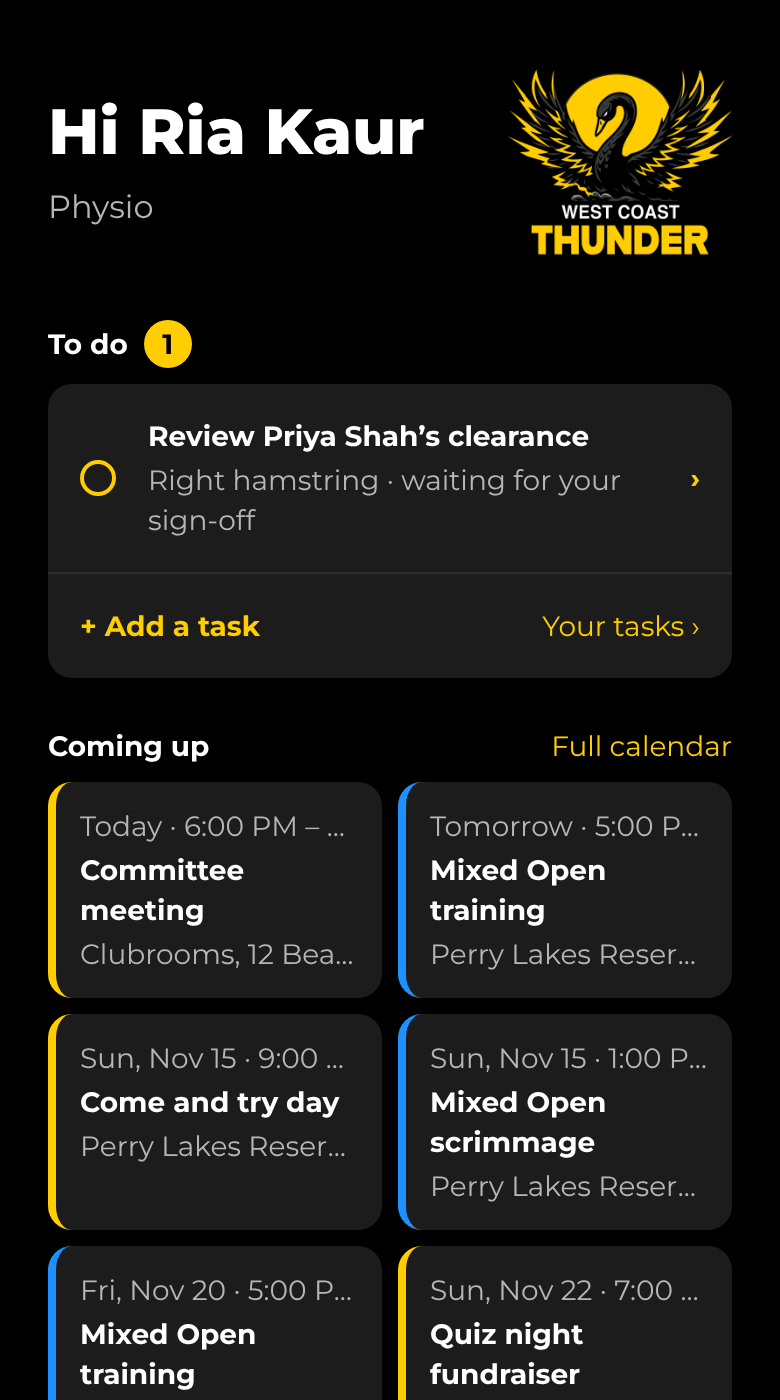 Hi Ria Kaur
Physio
WEST COAST
THUNDER
To do 1
Review Priya Shah’s clearance
Right hamstring · waiting for your
sign-off
›
+ Add a task
Your tasks ›
Coming up
Full calendar
Today · 6:00 PM – ...
Committee
meeting
Clubrooms, 12 Bea...
Tomorrow · 5:00 P...
Mixed Open
training
Perry Lakes Reser...
Sun, Nov 15 · 9:00 ...
Come and try day
Perry Lakes Reser...
Sun, Nov 15 · 1:00 P...
Mixed Open
scrimmage
Perry Lakes Reser...
Fri, Nov 20 · 5:00 P...
Mixed Open
training
Sun, Nov 22 · 7:00 ...
Quiz night
fundraiser